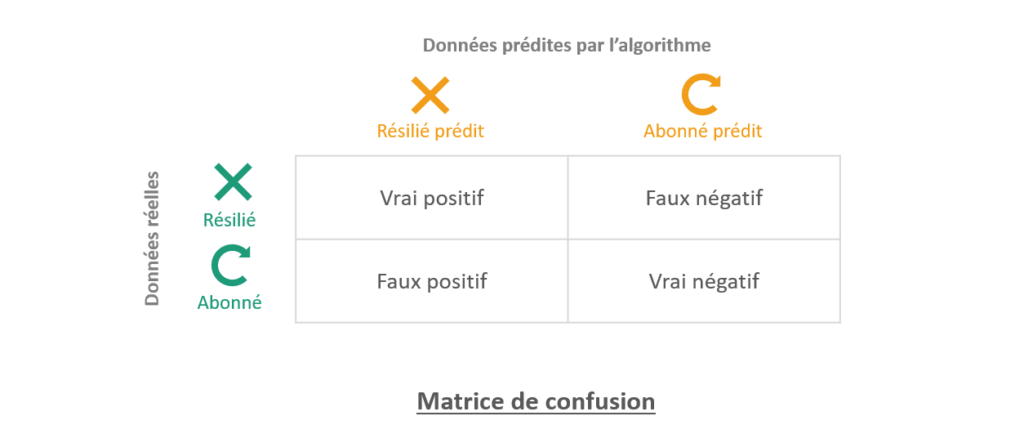 Données prédites par l'algorithme
Résilié prédit
Abonné prédit
Données réelles
Résilié
Vrai positif
Faux négatif
Abonné
Faux positif
Vrai négatif
Matrice de confusion